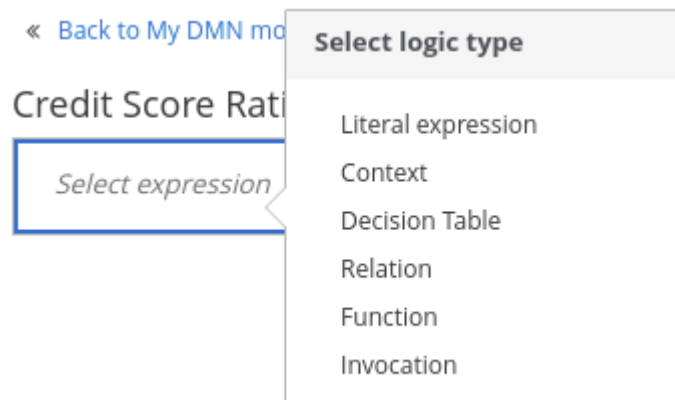 « Back to My DMN mo
Select logic type
Credit Score Rati
Select expression
Literal expression
Context
Decision Table
Relation
Function
Invocation